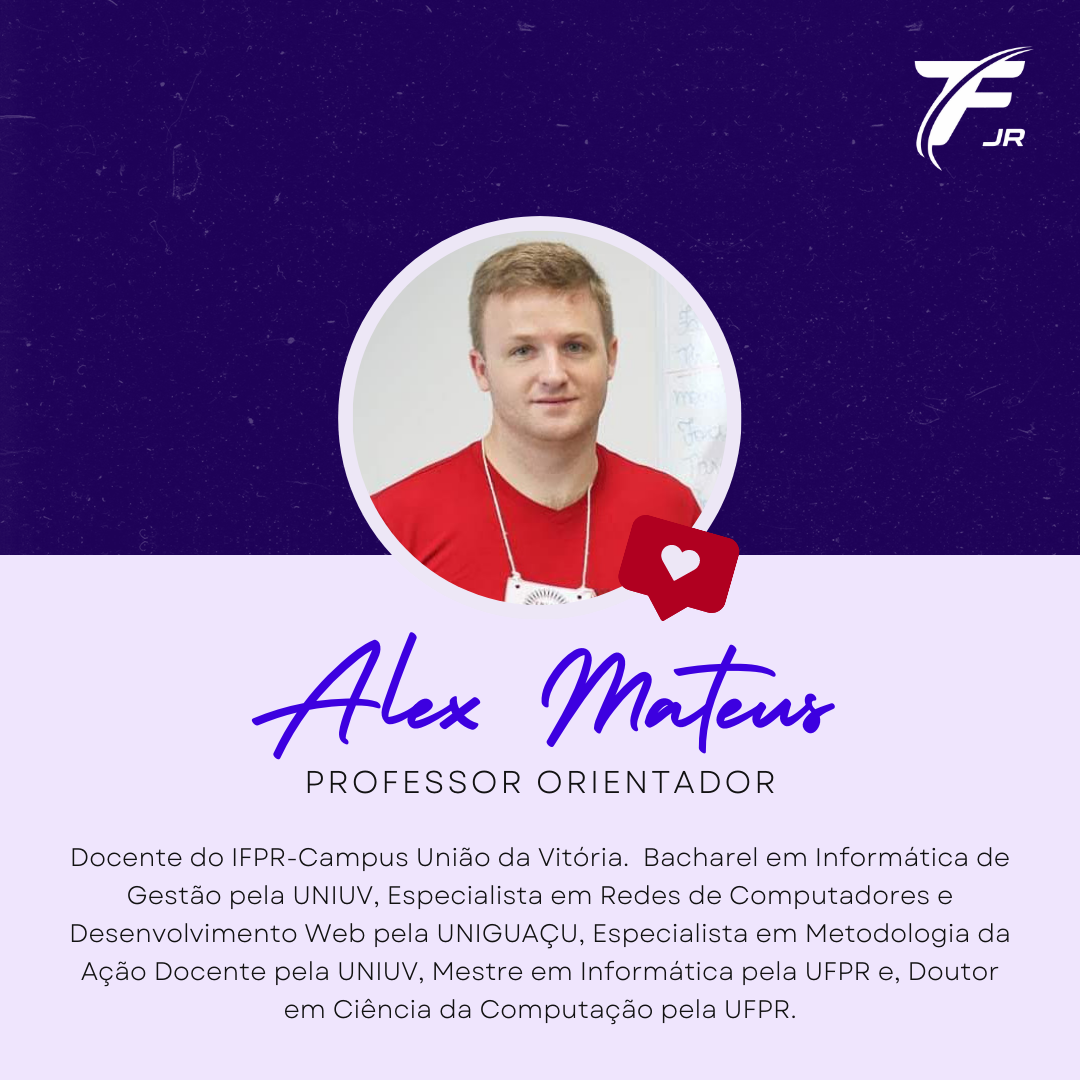 TF JR
Alex Mateus
PROFESSOR ORIENTADOR
Docente do IFPR-Campus União da Vitória.  Bacharel em Informática de
Gestão pela UNIUV, Especialista em Redes de Computadores e
Desenvolvimento Web pela UNIGUAÇU, Especialista em Metodologia da
Ação Docente pela UNIUV, Mestre em Informática pela UFPR e, Doutor
em Ciência da Computação pela UFPR.